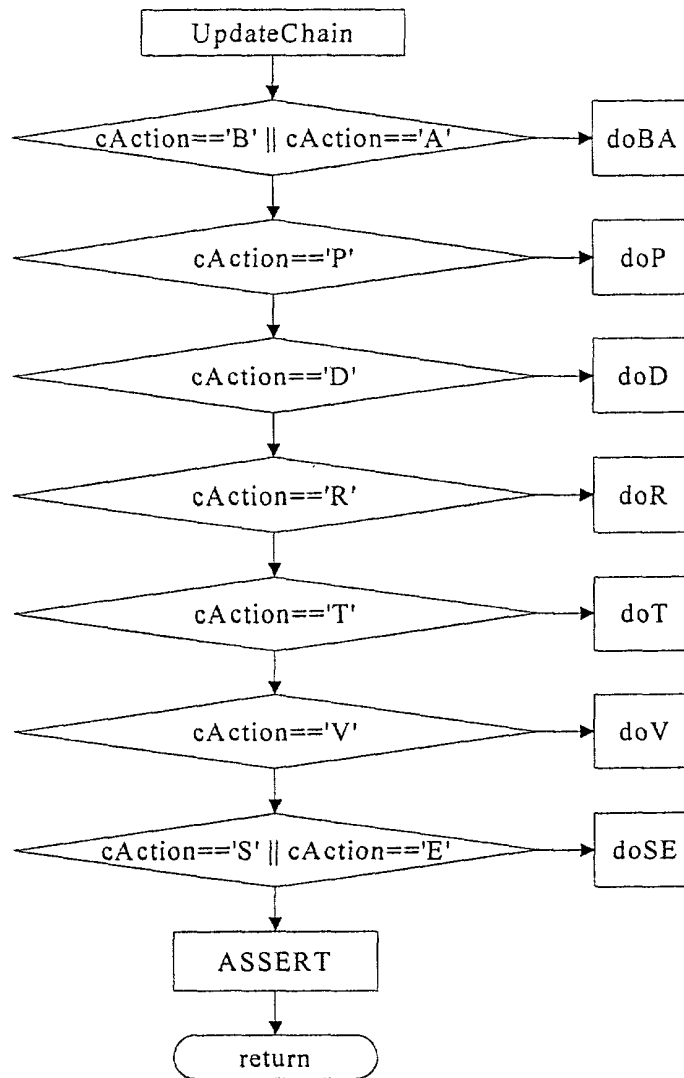 UpdateChain
cAction=='B' || cAction=='A'
doBA
cAction=='P'
doP
cAction=='D'
doD
cAction=='R'
doR
cAction=='T'
doT
cAction=='V'
doV
cAction=='S' || cAction=='E'
doSE
ASSERT
return